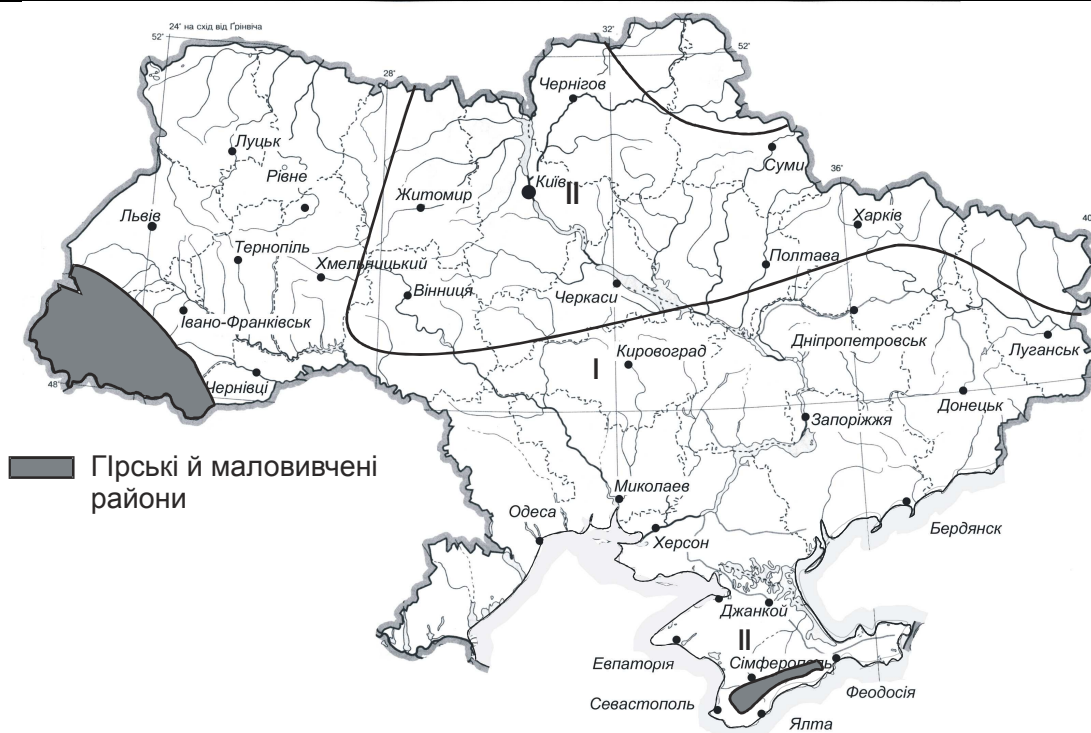 24° на схід від Ґрінвіча
52°
32°
52°
28°
Чернігов
Луцьк
Суми
Рівне
Київ
II
36°
Житомир
Львів
Харків
40
Тернопіль
Полтава
Хмельницький
Вінниця
Черкаси
Івано-Франківськ
Дніпропетровськ
Луганськ
I
Кировоград
48°
Чернівці
Донецьк
Запоріжжя
ГІрські й маловивчені
райони
Миколаев
Одеса
Херсон
Бердянск
Джанкой
II
Евпаторія
Сімферополь
Феодосія
Севастополь
Ялта